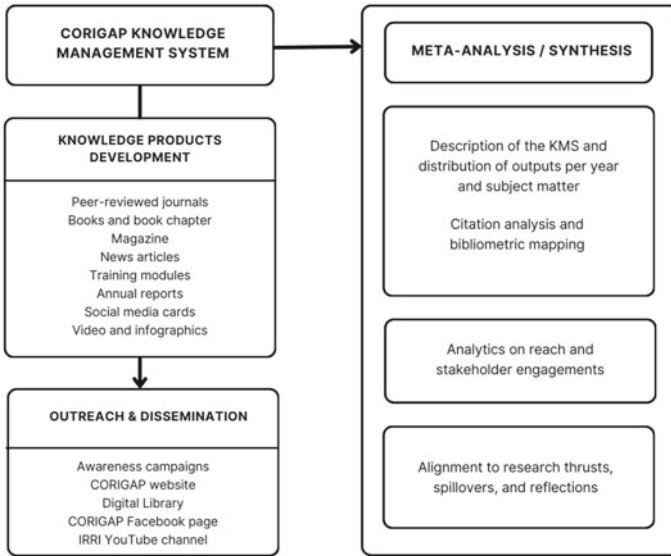 CORIGAP KNOWLEDGE
MANAGEMENT SYSTEM
KNOWLEDGE PRODUCTS
DEVELOPMENT
Peer-reviewed journals
Books and book chapter
Magazine
News articles
Training modules
Annual reports
Social media cards
Video and infographics
OUTREACH & DISSEMINATION
Awareness campaigns
CORIGAP website
Digital Library
CORIGAP Facebook page
IRRI YouTube channel
META-ANALYSIS / SYNTHESIS
Description of the KMS and
distribution of outputs per year
and subject matter
Citation analysis and
bibliometric mapping
Analytics on reach and
stakeholder engagements
Alignment to research thrusts,
spillovers, and reflections